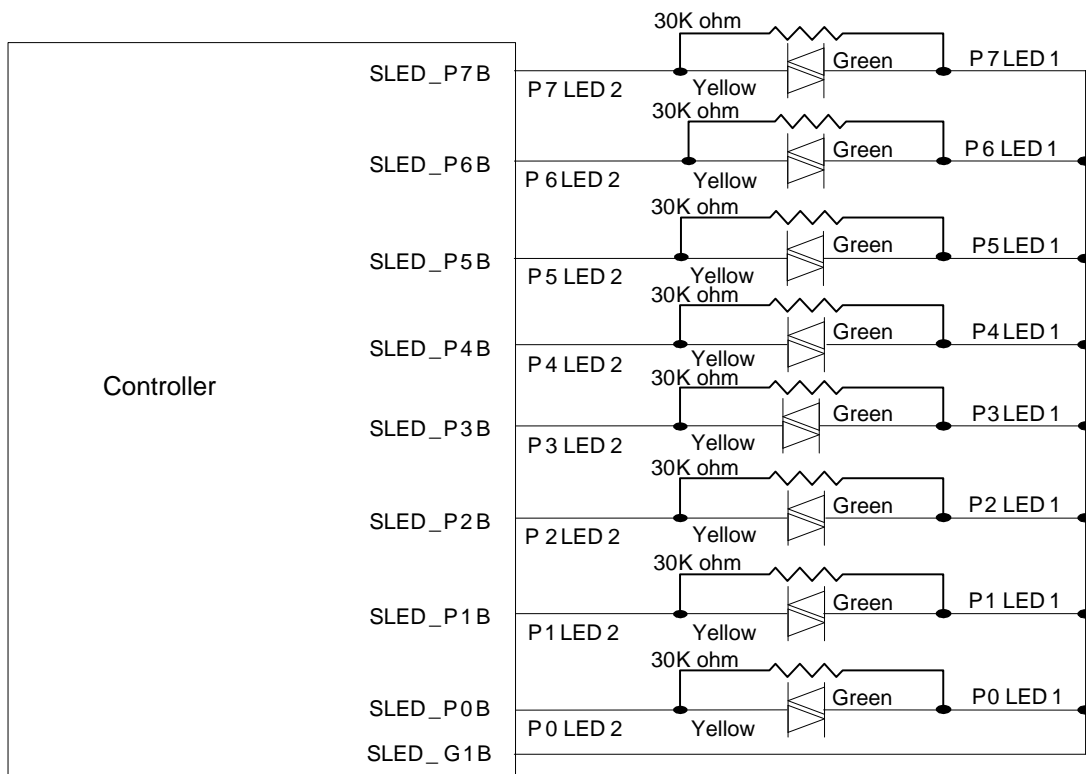 30K ohm
SLED_P7B
P7 LED 2
Yellow
Green
P7 LED 1
30K ohm
SLED_P6B
P6 LED 2
Yellow
Green
P6 LED 1
30K ohm
SLED_P5B
P5 LED 2
Yellow
Green
P5 LED 1
30K ohm
SLED_P4B
P4 LED 2
Yellow
Green
P4 LED 1
Controller
30K ohm
SLED_P3B
P3 LED 2
Yellow
Green
P3 LED 1
30K ohm
SLED_P2B
P2 LED 2
Yellow
Green
P2 LED 1
30K ohm
SLED_P1B
P1 LED 2
Yellow
Green
P1 LED 1
30K ohm
SLED_P0B
P0 LED 2
Yellow
Green
P0 LED 1
SLED_G1B